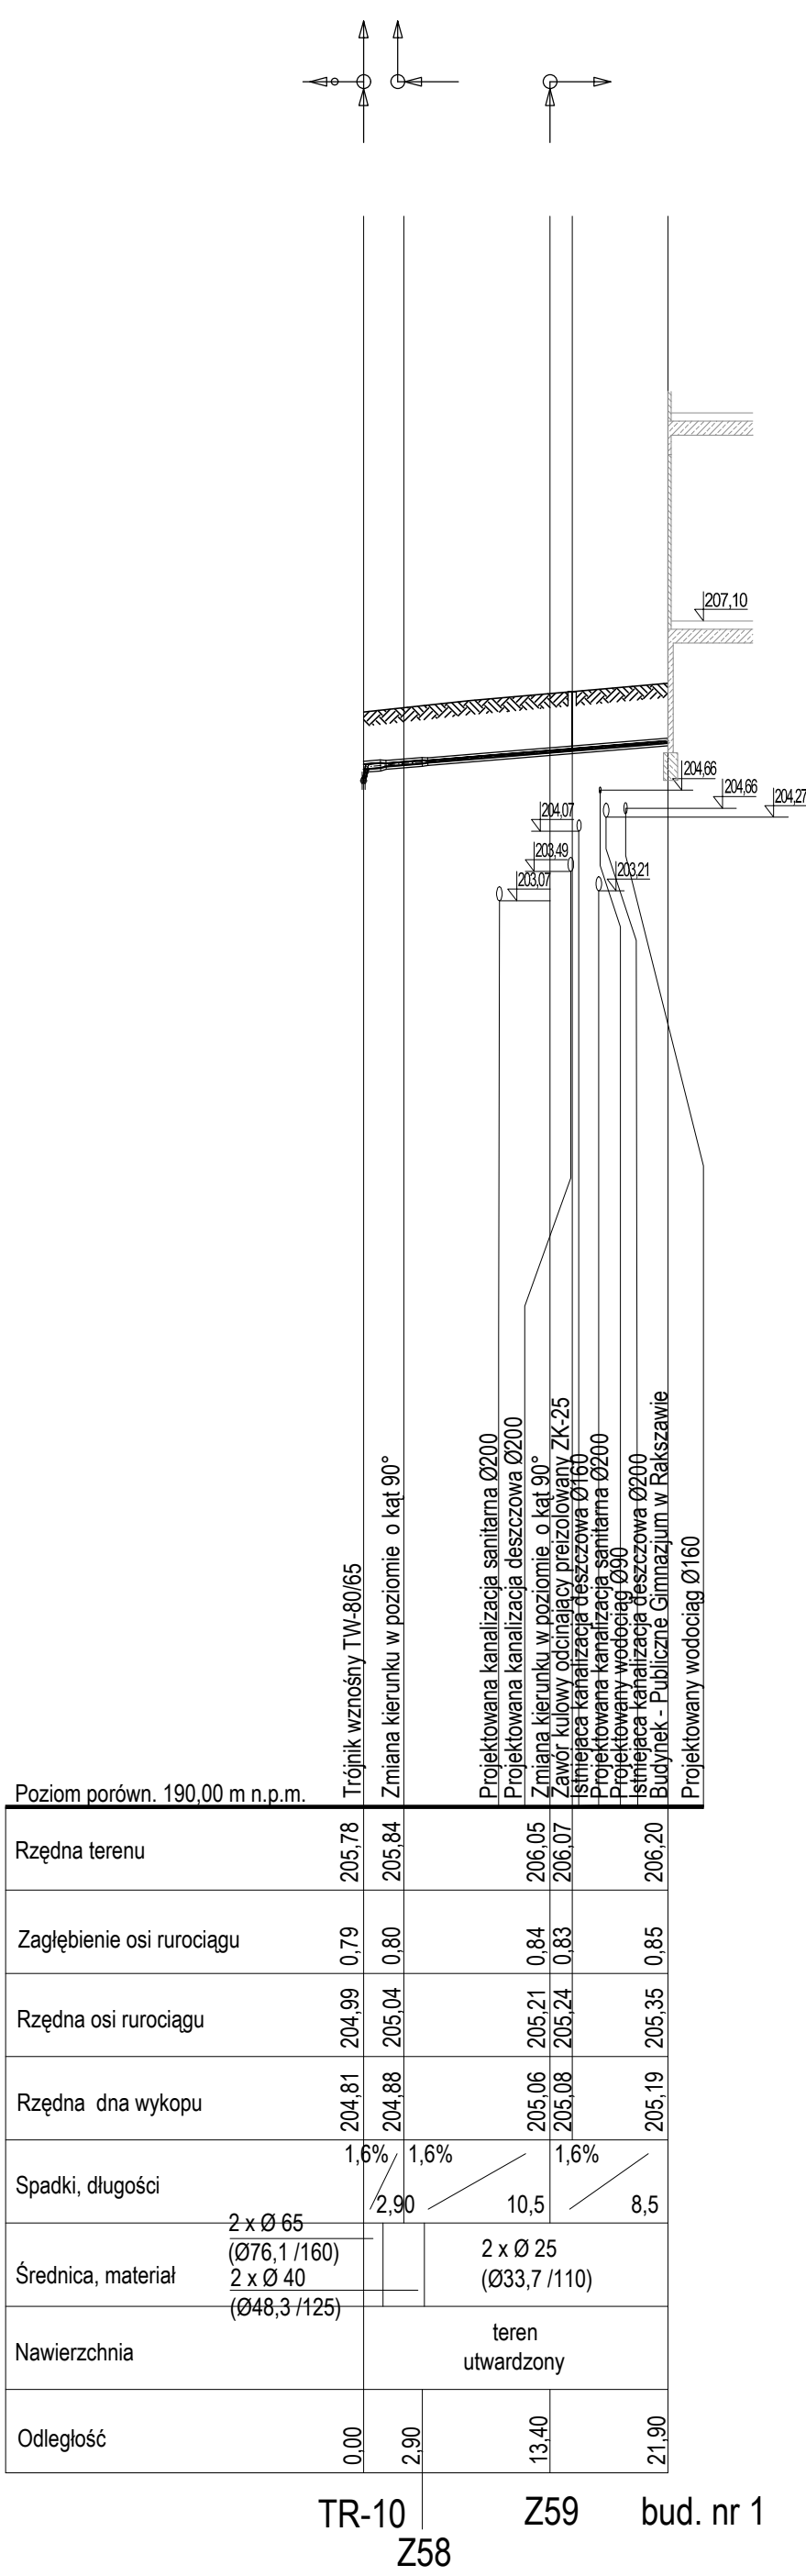 207,10
204,66
204,66
204,27
204,07
203,49
203,21
203,07
Trójnik wznośny TW-80/65
Zmiana kierunku w poziomie o kąt 90°
Projektowana kanalizacja sanitarna Ø200
Projektowana kanalizacja deszczowa Ø200
Zmiana kierunku w poziomie o kąt 90°
Zawór kulowy odcinający preizolowany ZK-25
Istniejąca kanalizacja deszczowa Ø160
Projektowana kanalizacja sanitarna Ø200
Projektowany wodociąg Ø90
Istniejąca kanalizacja deszczowa Ø200
Budynek - Publiczne Gimnazjum w Rakszawie
Projektowany wodociąg Ø160
Poziom porówn. 190,00 m n.p.m.
Rzędna terenu 205,78 205,84 206,05 206,07 206,20
Zagłębienie osi rurociągu 0,79 0,80 0,84 0,83 0,85
Rzędna osi rurociągu 204,99 205,04 205,21 205,24 205,35
Rzędna dna wykopu 204,81 204,88 205,06 205,08 205,19
Spadki, długości
1,6% 1,6% 1,6%
2,90 10,5 8,5
Średnica, materiał
2 x Ø 65
(Ø76,1 /160)
2 x Ø 40
(Ø48,3 /125)
2 x Ø 25
(Ø33,7 /110)
Nawierzchnia
teren
utwardzony
Odległość 0,00 2,90 13,40 21,90
TR-10 Z59 bud. nr 1
Z58